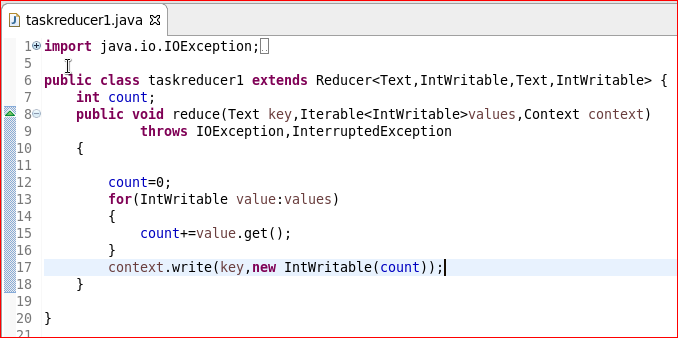 taskreducer1.java
1 import java.io.IOException;
5
6 public class taskreducer1 extends Reducer<Text,IntWritable,Text,IntWritable> {
7 int count;
8 public void reduce(Text key,Iterable<IntWritable>values,Context context)
9 throws IOException,InterruptedException
10 {
11
12 count=0;
13 for(IntWritable value:values)
14 {
15 count+=value.get();
16 }
17 context.write(key,new IntWritable(count));
18 }
19
20 }
21